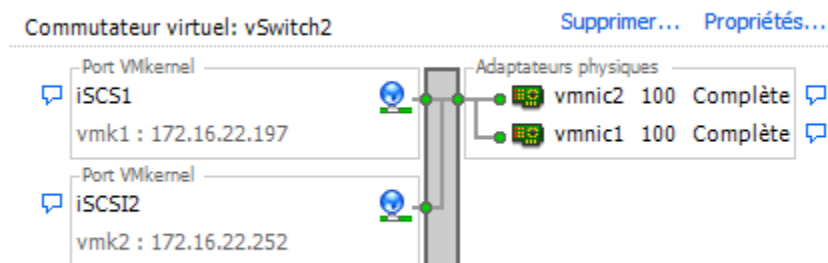 Commutateur virtuel: vSwitch2 Supprimer... Propriétés...
Port VMkernel
iSCS1
vmk1 : 172.16.22.197
Port VMkernel
iSCSI2
vmk2 : 172.16.22.252
Adaptateurs physiques
vmnic2 100 Complète
vmnic1 100 Complète